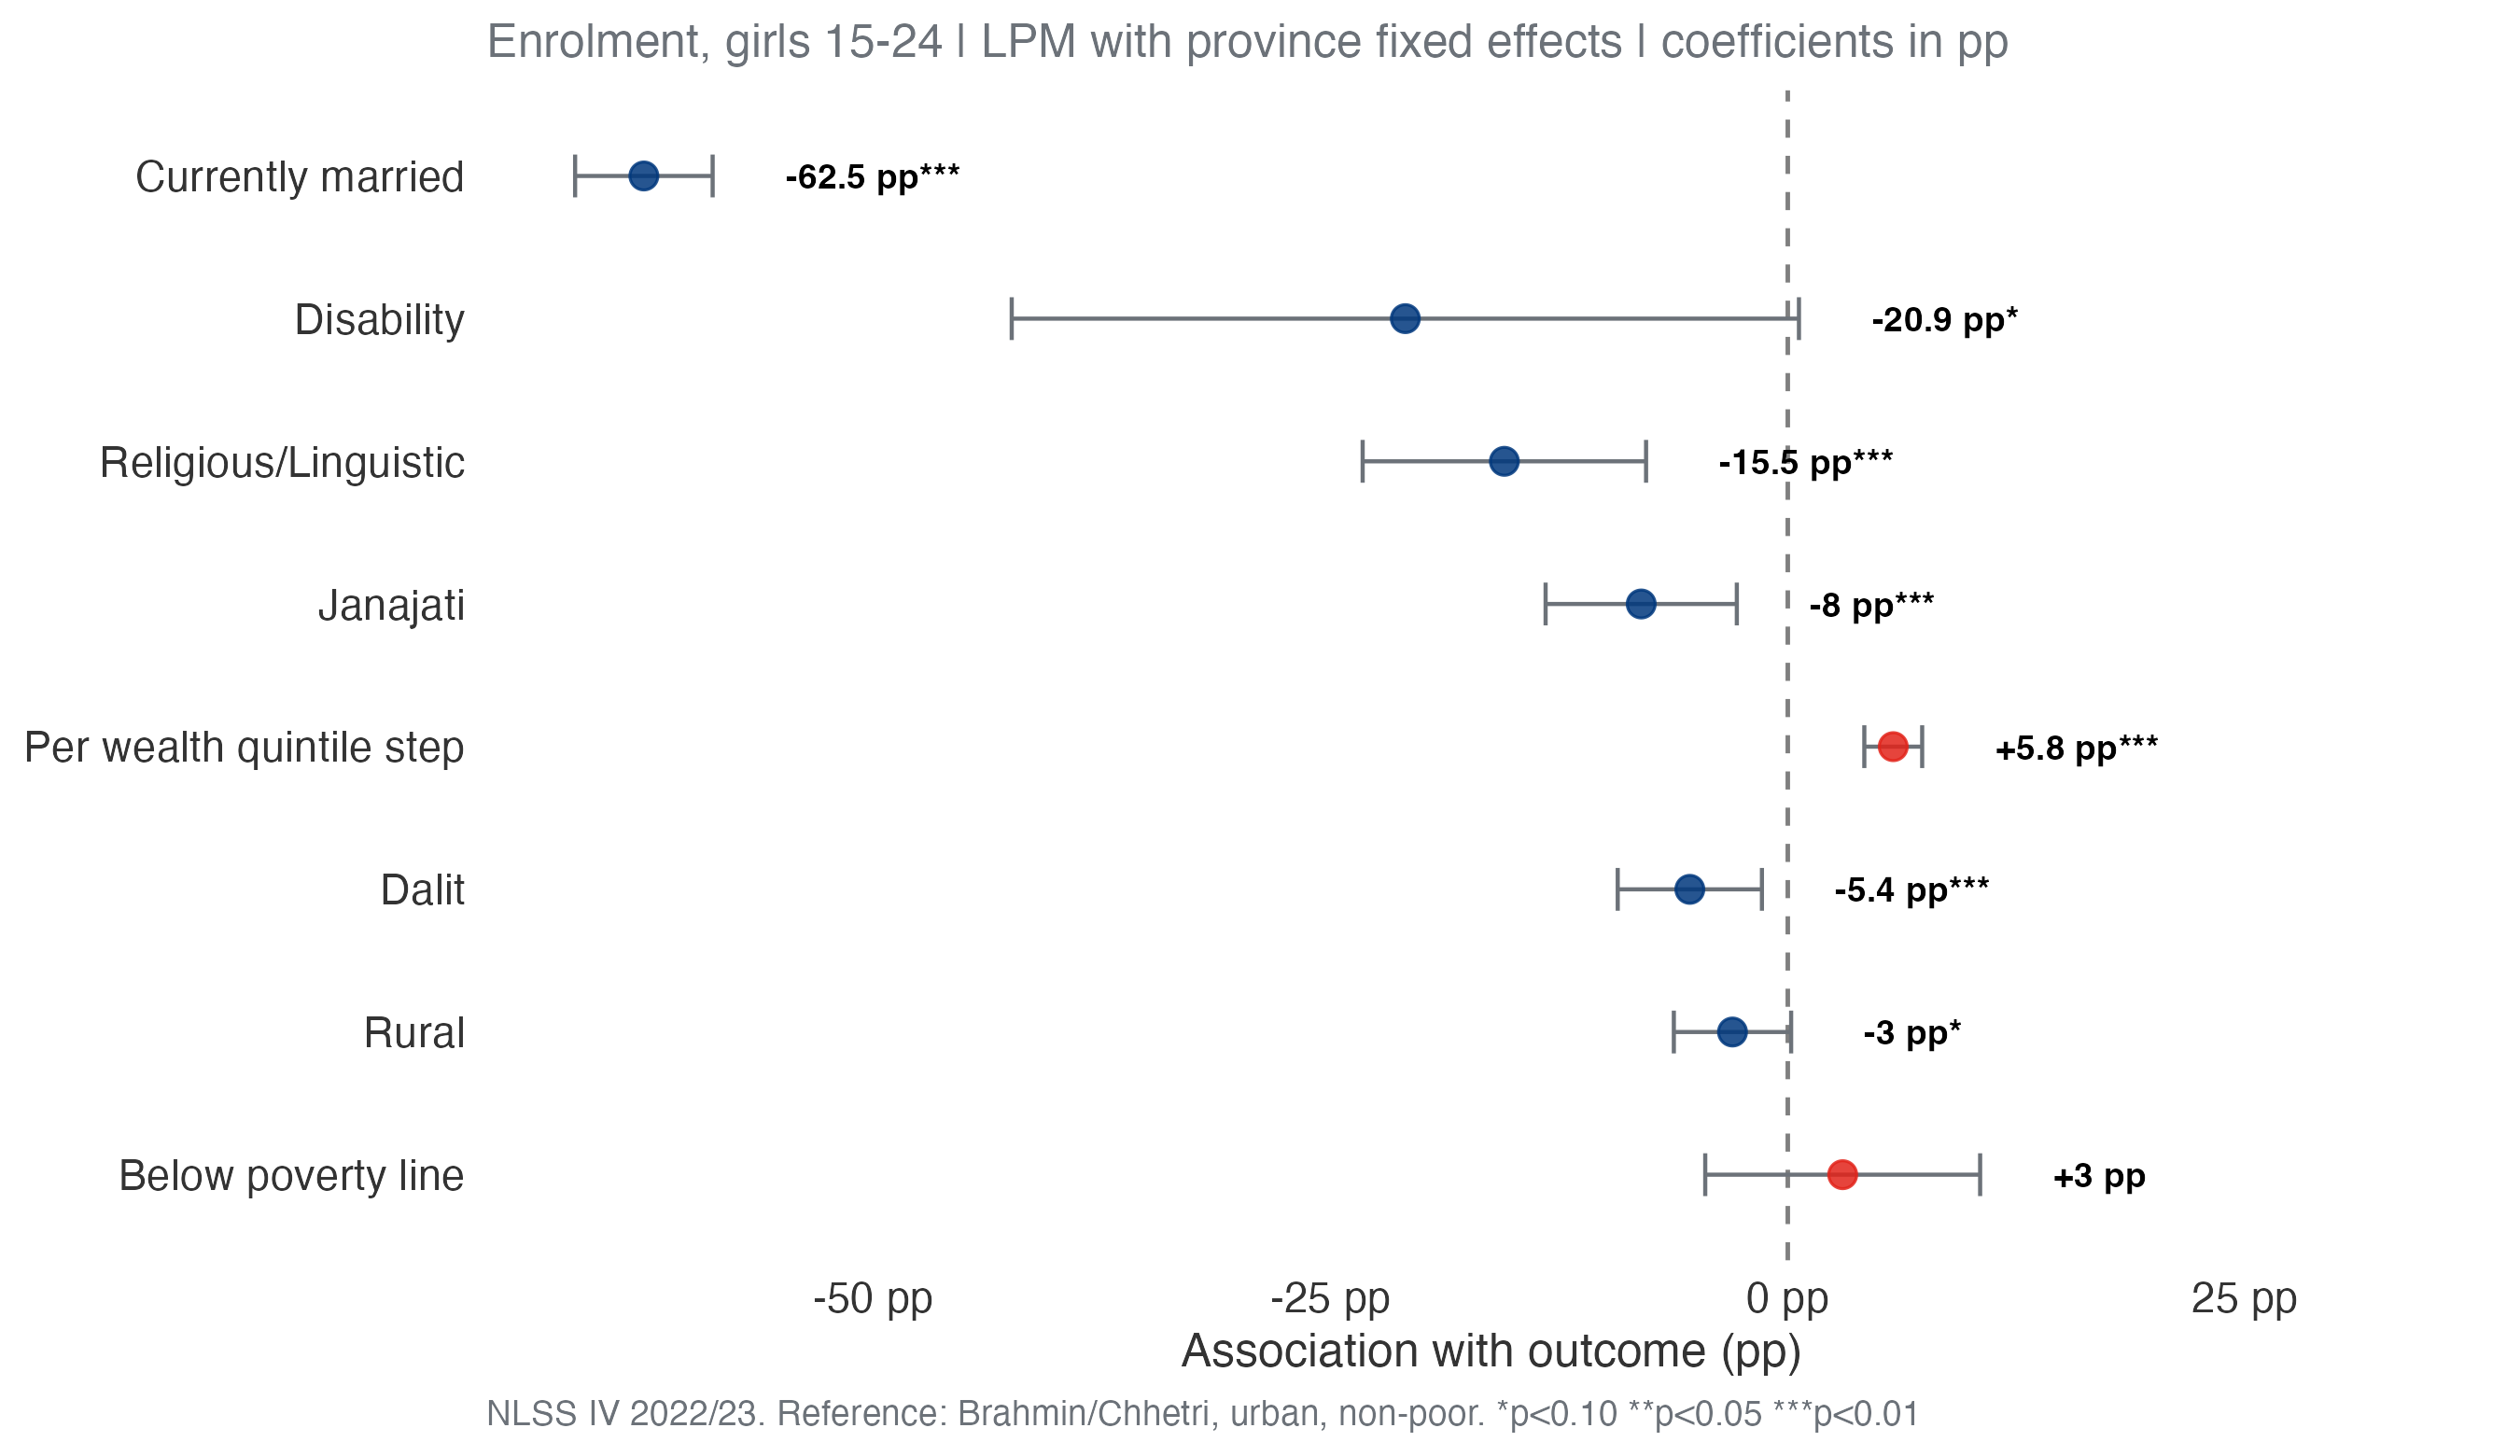 Enrolment, girls 15-24 | LPM with province fixed effects | coefficients in pp
Currently married
-62.5 pp***
Disability
-20.9 pp*
Religious/Linguistic
-15.5 pp***
Janajati
-8 pp***
Per wealth quintile step
+5.8 pp***
Dalit
-5.4 pp***
Rural
-3 pp*
Below poverty line
+3 pp
-50 pp
-25 pp
0 pp
25 pp
Association with outcome (pp)
NLSS IV 2022/23. Reference: Brahmin/Chhetri, urban, non-poor. *p<0.10 **p<0.05 ***p<0.01